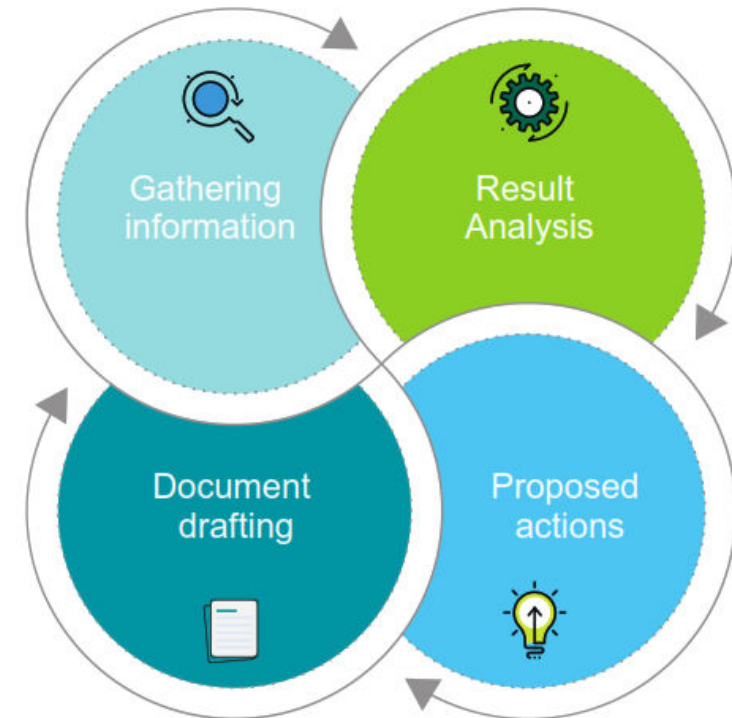 Gathering
information
Result
Analysis
Document
drafting
Proposed
actions